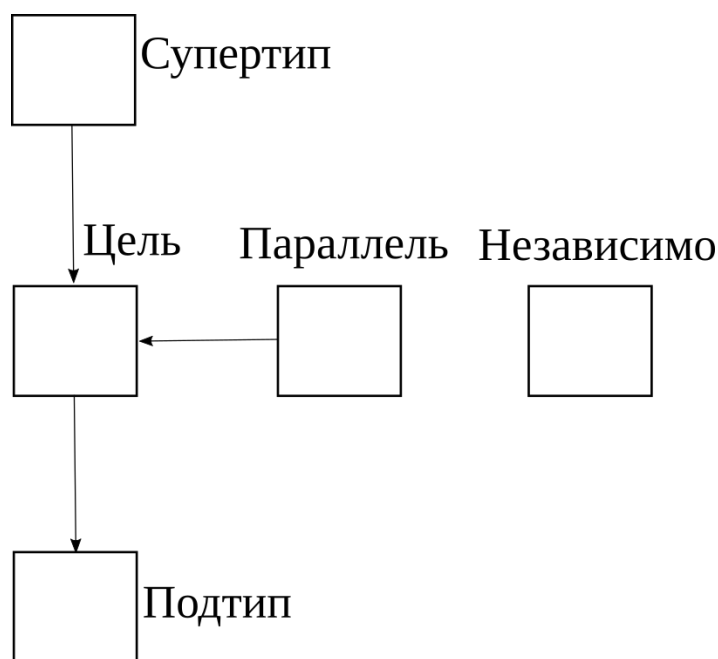 Супертип
Цель
Параллель
Независимо
Подтип